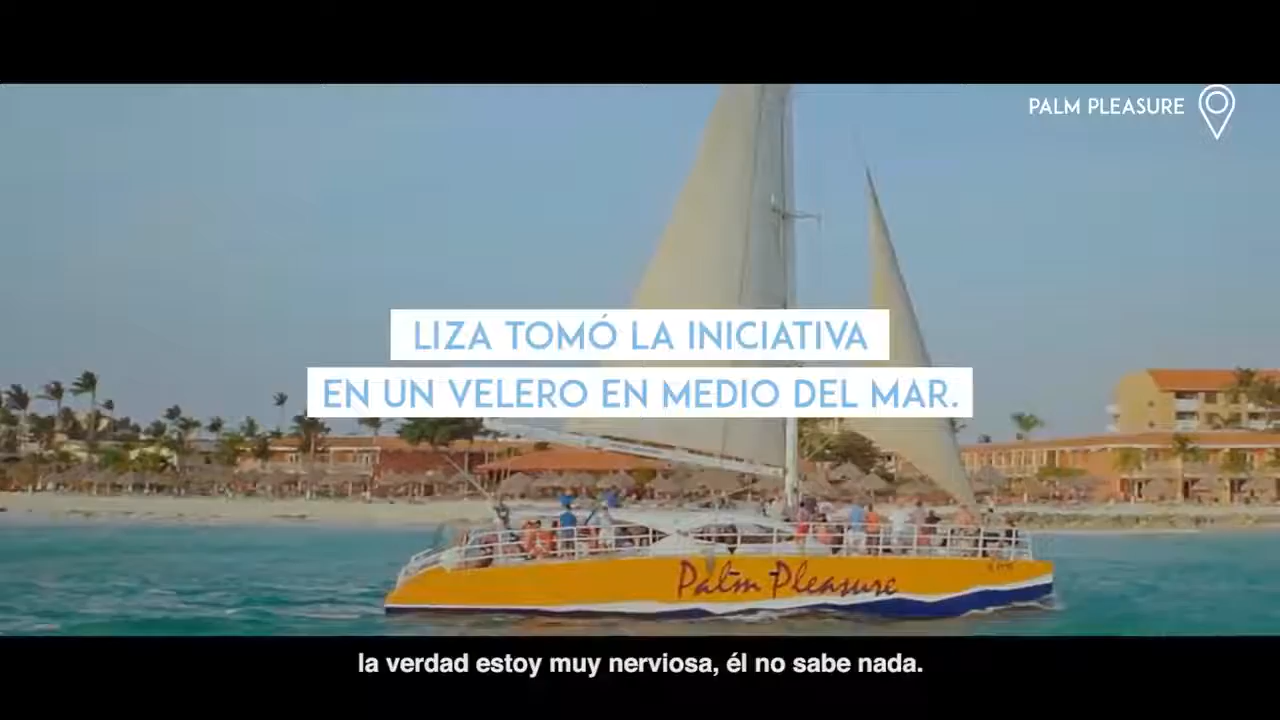 PALM PLEASURE
LIZA TOMÓ LA INICIATIVA
EN UN VELERO EN MEDIO DEL MAR.
Palm Pleasure
la verdad estoy muy nerviosa, él no sabe nada.